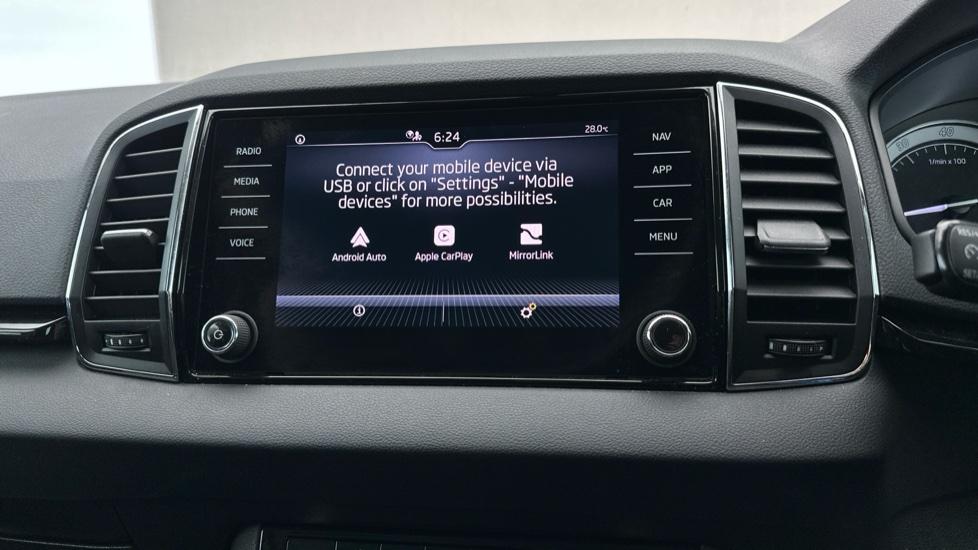 6:24
28.0°C
Connect your mobile device via
USB or click on "Settings" - "Mobile
devices" for more possibilities.
Android Auto
Apple CarPlay
MirrorLink
RADIO
MEDIA
PHONE
VOICE
NAV
APP
CAR
MENU
30
40
1/min x 100